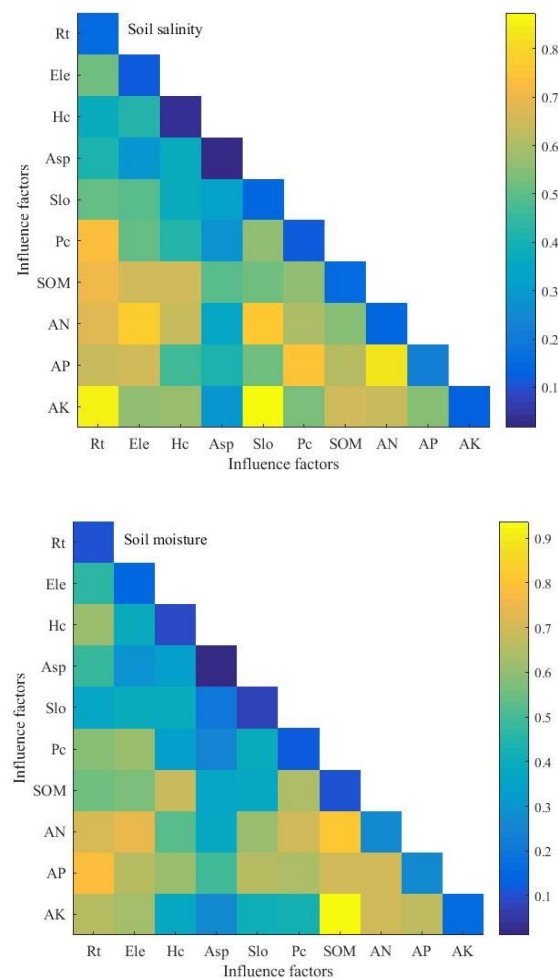 Soil salinity
Influence factors
Rt
Ele
Hc
Asp
Slo
Pc
SOM
AN
AP
AK
Rt Ele Hc Asp Slo Pc SOM AN AP AK
Influence factors
0.8
0.7
0.6
0.5
0.4
0.3
0.2
0.1
Soil moisture
Influence factors
Rt
Ele
Hc
Asp
Slo
Pc
SOM
AN
AP
AK
Rt Ele Hc Asp Slo Pc SOM AN AP AK
Influence factors
0.9
0.8
0.7
0.6
0.5
0.4
0.3
0.2
0.1